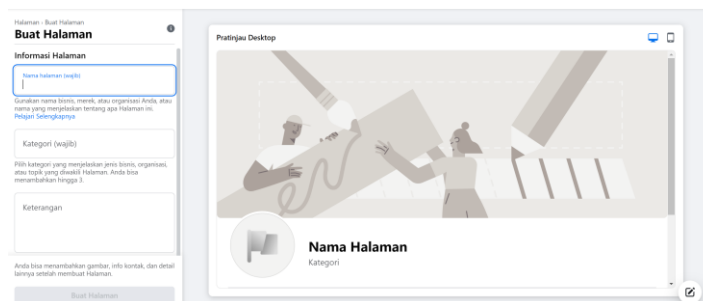 Halaman - Buat Halaman
Buat Halaman
Informasi Halaman
Nama halaman (wajib)
Gunakan nama bisnis, merek, atau organisasi Anda, atau
nama yang menjelaskan tentang apa Halaman ini.
Pelajari Selengkapnya
Kategori (wajib)
Pilih kategori yang menjelaskan jenis bisnis, organisasi,
atau topik yang diwakili Halaman. Anda bisa
menambahkan hingga 3.
Keterangan
Anda bisa menambahkan gambar, info kontak, dan detail
lainnya setelah membuat Halaman.
Buat Halaman
Pratinjau Desktop
Nama Halaman
Kategori